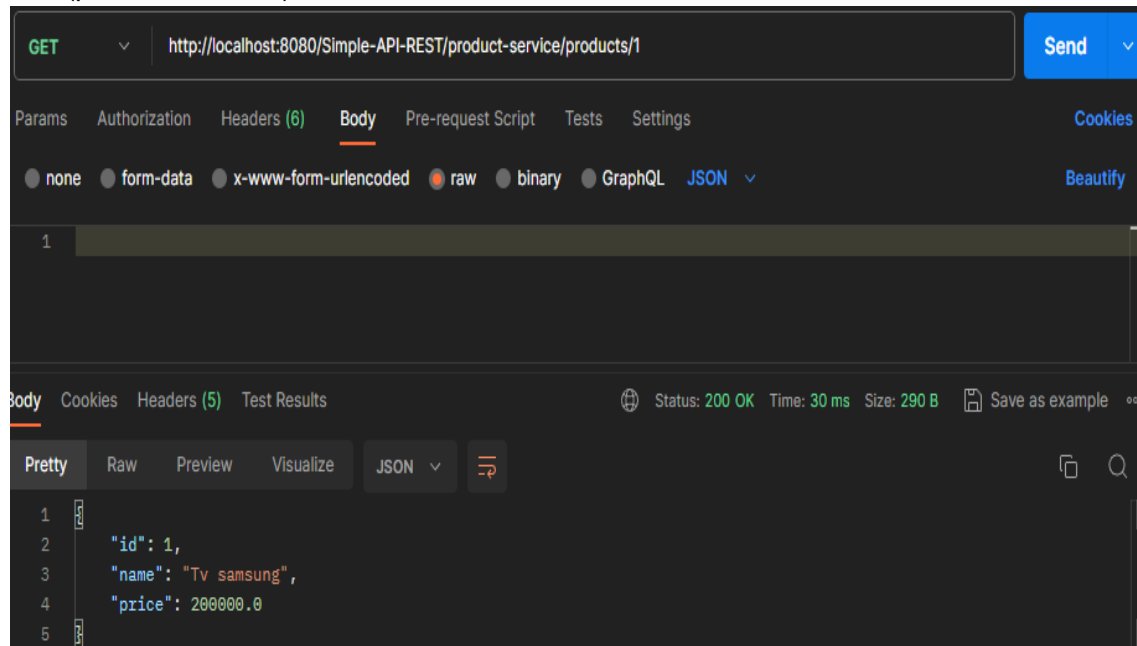 GET http://localhost:8080/Simple-API-REST/product-service/products/1 Send
Params Authorization Headers (6) Body Pre-request Script Tests Settings Cookies
none form-data x-www-form-urlencoded raw binary GraphQL JSON Beautify
1
Body Cookies Headers (5) Test Results Status: 200 OK Time: 30 ms Size: 290 B Save as example
Pretty Raw Preview Visualize JSON
1 {
2 "id": 1,
3 "name": "Tv samsung",
4 "price": 200000.0
5 }